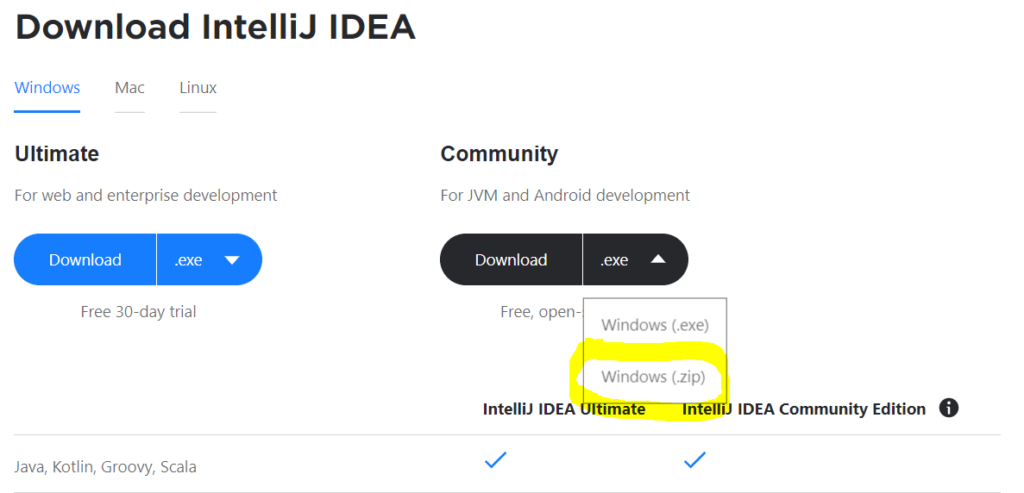 Download IntelliJ IDEA
Windows Mac Linux
Ultimate Community
For web and enterprise development For JVM and Android development
Download .exe Download .exe
Free 30-day trial Free, open-
Windows (.exe)
Windows (.zip)
IntelliJ IDEA Ultimate IntelliJ IDEA Community Edition
Java, Kotlin, Groovy, Scala